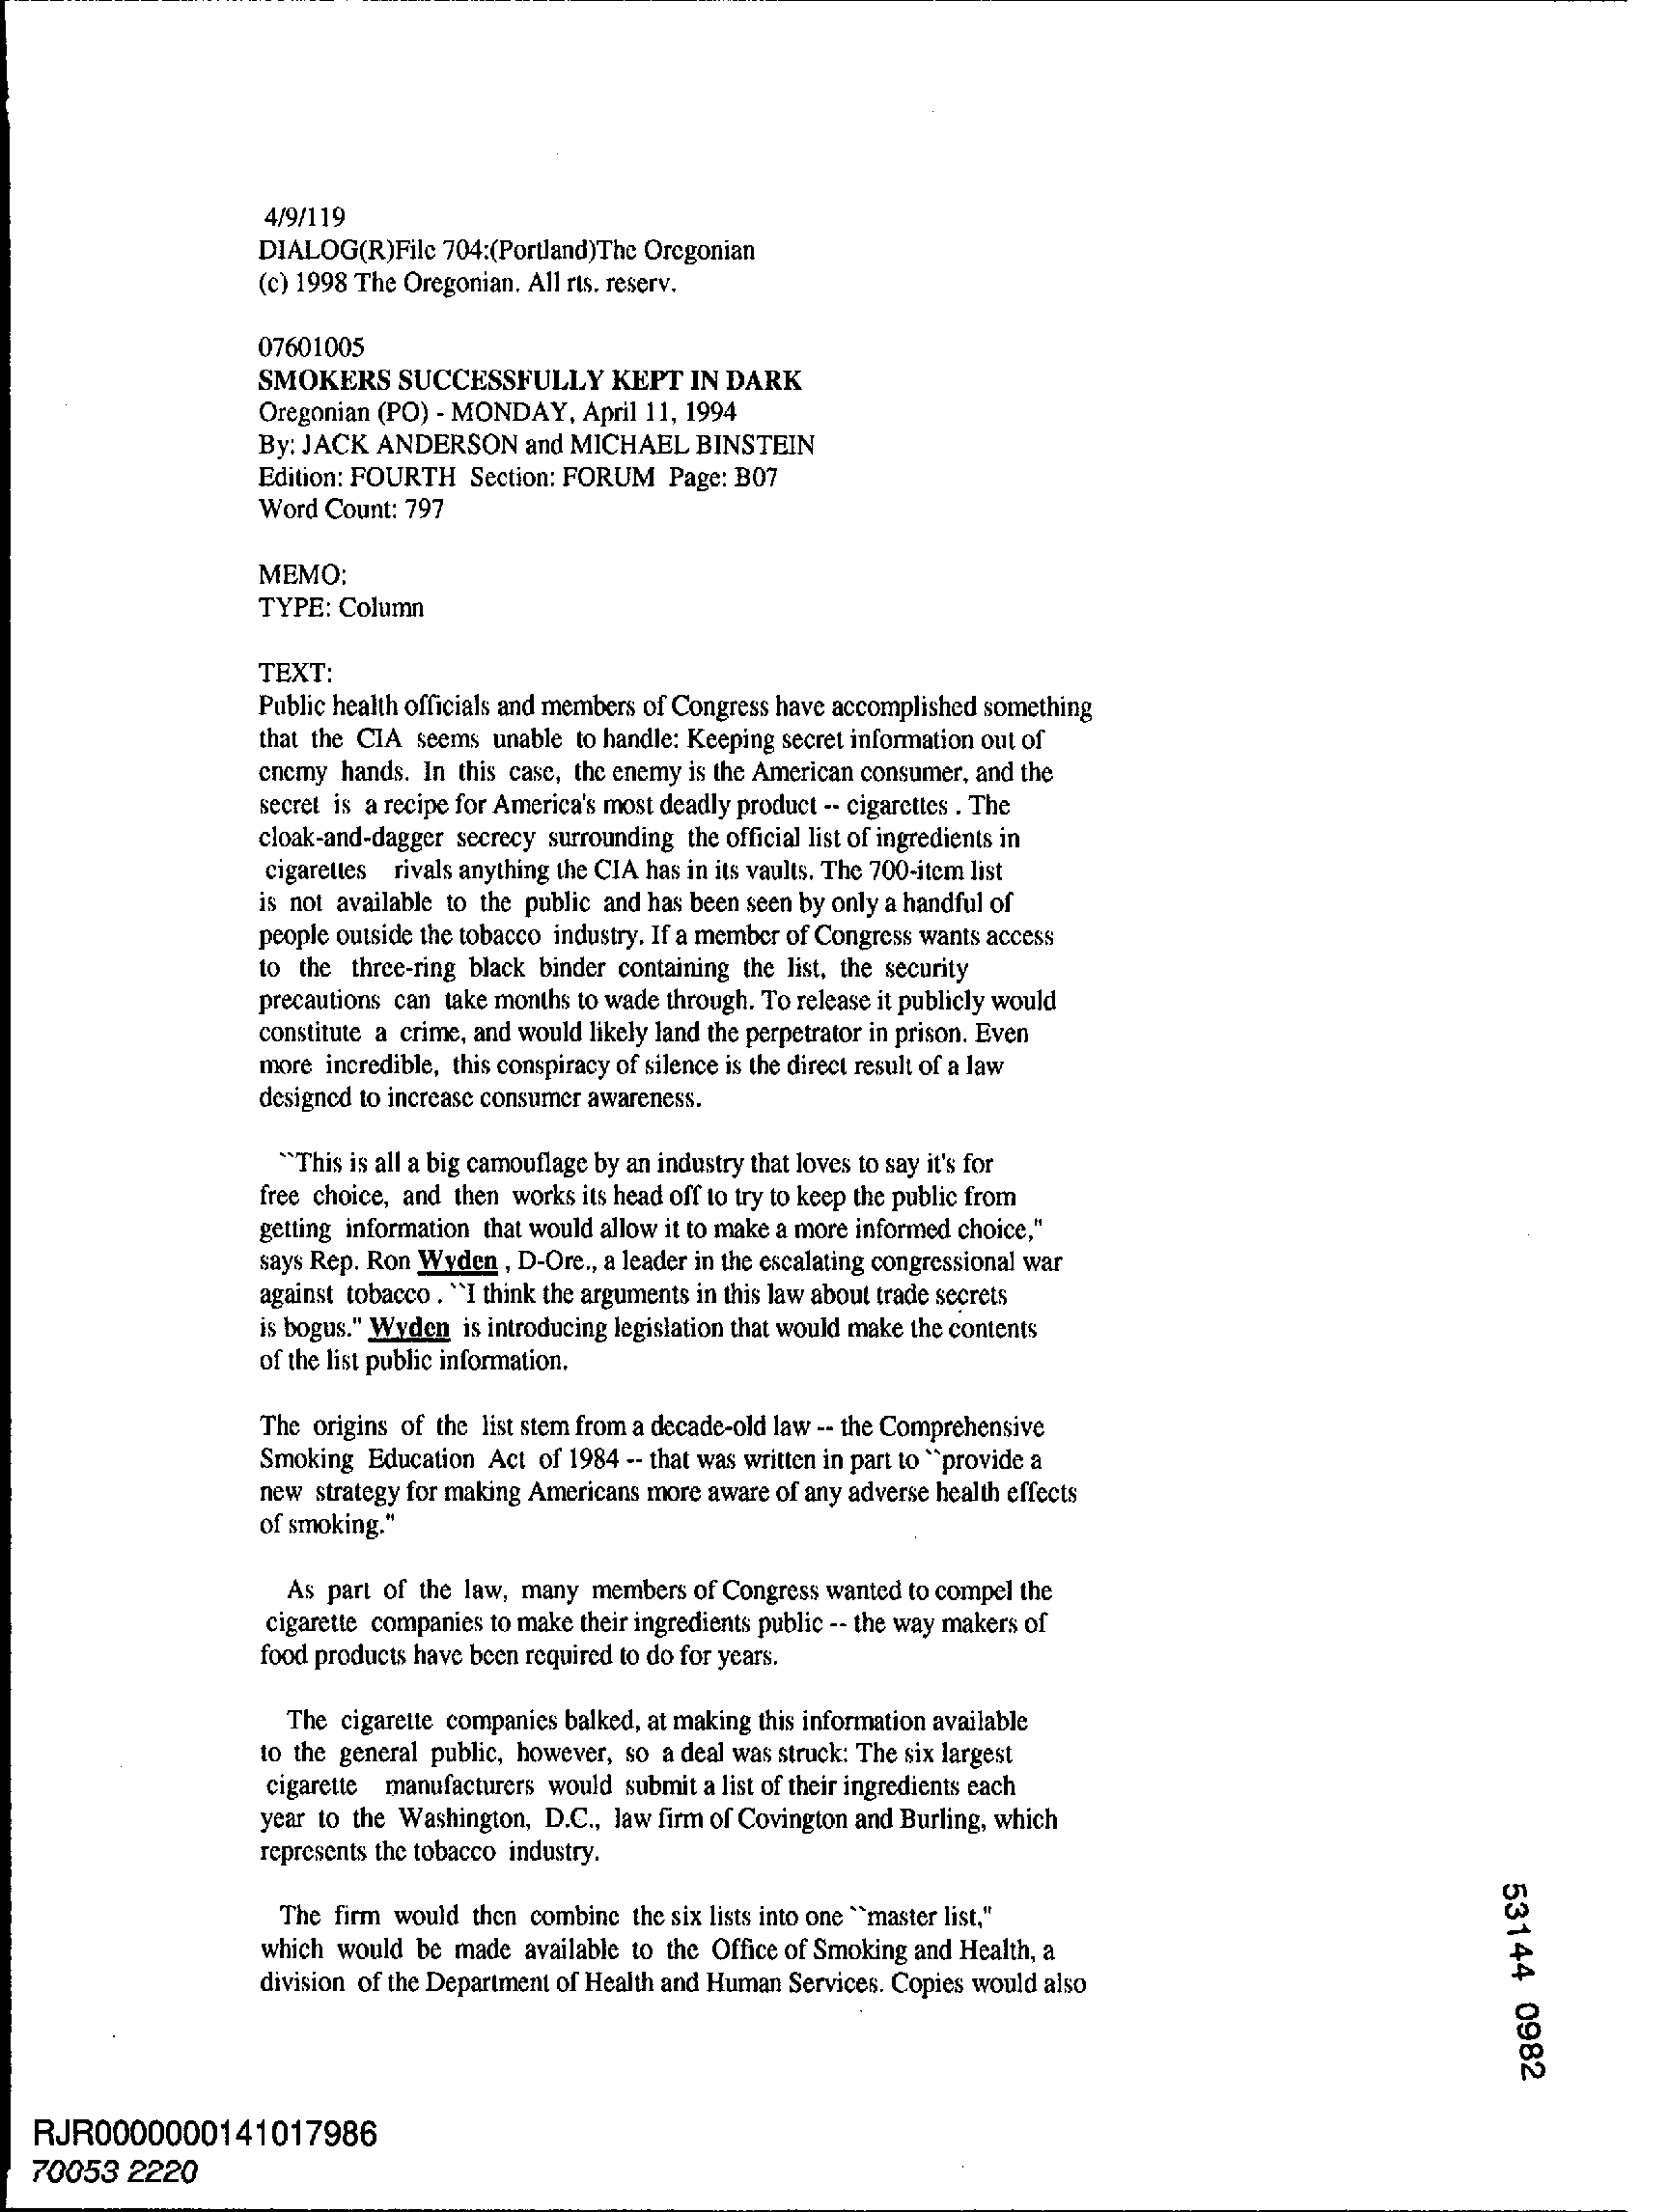 4/9/119
DIALOG(R)File 704:(Portland)The Oregonian
(c) 1998 The Oregonian. All rts. reserv.
07601005
SMOKERS SUCCESSFULLY KEPT IN DARK
Oregonian (PO) - MONDAY, April 11, 1994
By: JACK ANDERSON and MICHAEL BINSTEIN
Edition: FOURTH Section: FORUM Page: B07
Word Count: 797
MEMO:
TYPE: Column
TEXT:
Public health officials and members of Congress have accomplished something
that the CIA seems unable to handle: Keeping secret information out of
enemy hands. In this case, the enemy is the American consumer, and the
secret is a recipe for America's most deadly product -- cigarettes . The
cloak-and-dagger secrecy surrounding the official list of ingredients in
cigarettes rivals anything the CIA has in its vaults. The 700-item list
is not available to the public and has been seen by only a handful of
people outside the tobacco industry. If a member of Congress wants access
to the three-ring black binder containing the list, the security
precautions can take months to wade through. To release it publicly would
constitute a crime, and would likely land the perpetrator in prison. Even
more incredible, this conspiracy of silence is the direct result of a law
designed to increase consumer awareness.
``This is all a big camouflage by an industry that loves to say it's for
free choice, and then works its head off to try to keep the public from
getting information that would allow it to make a more informed choice,"
says Rep. Ron Wyden , D-Ore., a leader in the escalating congressional war
against tobacco . ``I think the arguments in this law about trade secrets
is bogus." Wyden is introducing legislation that would make the contents
of the list public information.
The origins of the list stem from a decade-old law -- the Comprehensive
Smoking Education Act of 1984 -- that was written in part to ``provide a
new strategy for making Americans more aware of any adverse health effects
of smoking."
As part of the law, many members of Congress wanted to compel the
cigarette companies to make their ingredients public -- the way makers of
food products have been required to do for years.
The cigarette companies balked, at making this information available
to the general public, however, so a deal was struck: The six largest
cigarette manufacturers would submit a list of their ingredients each
year to the Washington, D.C., law firm of Covington and Burling, which
represents the tobacco industry.
The firm would then combine the six lists into one ``master list,"
which would be made available to the Office of Smoking and Health, a
division of the Department of Health and Human Services. Copies would also
53144 0982
RJR0000000141017986
70053 2220